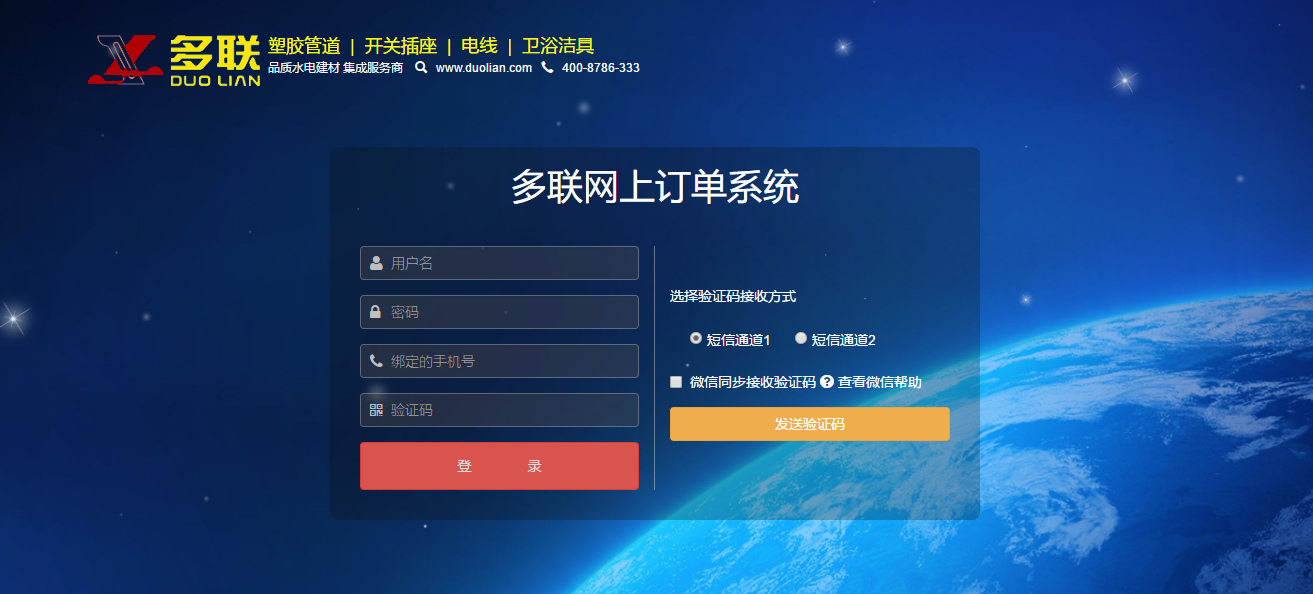 多联
DUO LIAN
塑胶管道 | 开关插座 | 电线 | 卫浴洁具
品质水电建材 集成服务商 www.duolian.com 400-8786-333
多联网上订单系统
用户名
密码
绑定的手机号
验证码
登 录
选择验证码接收方式
短信通道1 短信通道2
微信同步接收验证码 ? 查看微信帮助
发送验证码